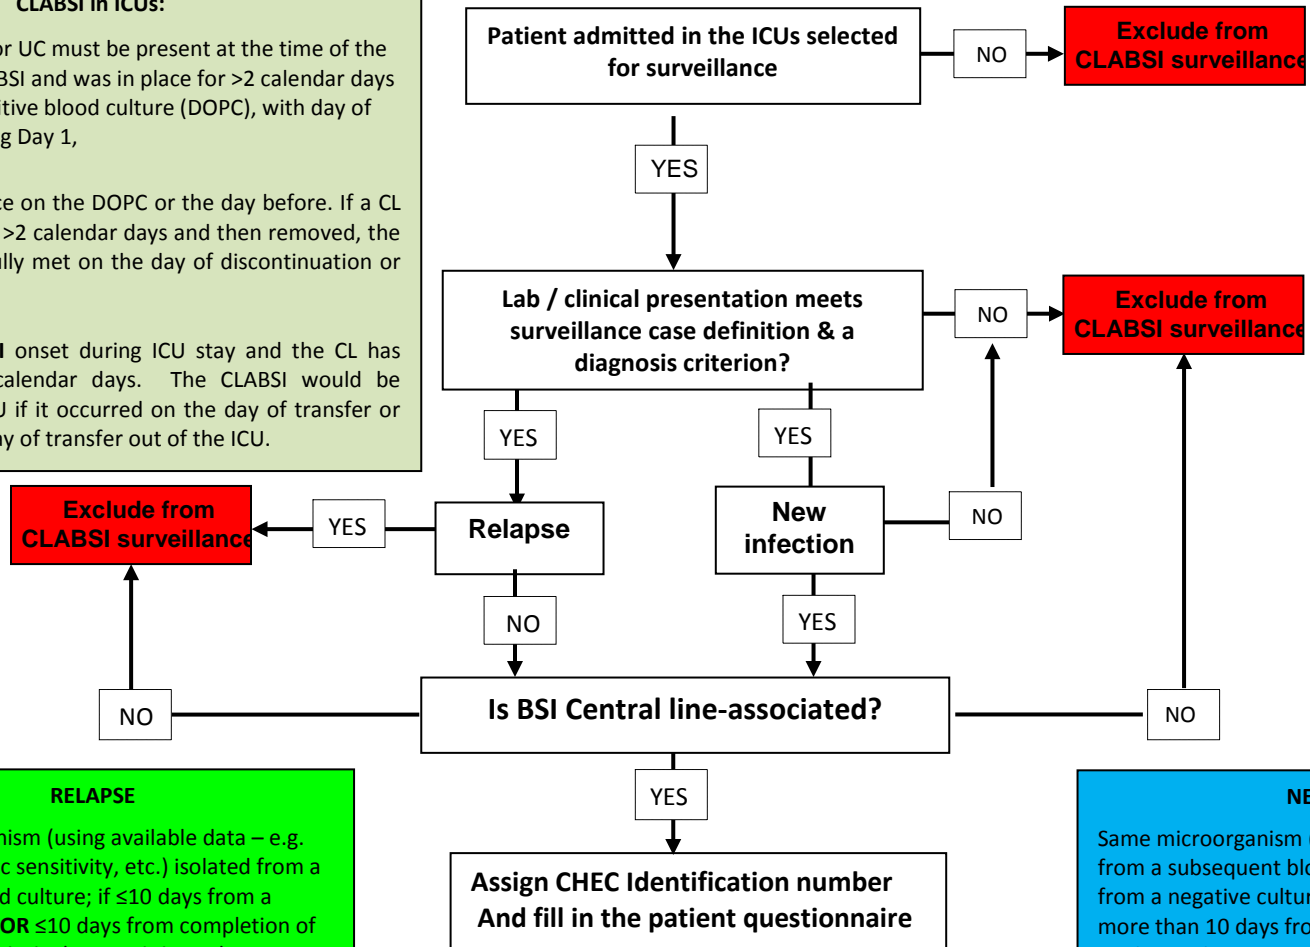 CLABSI in ICUs:
or UC must be present at the time of the
BSI and was in place for >2 calendar days
itive blood culture (DOPC), with day of
g Day 1,
ce on the DOPC or the day before. If a CL
>2 calendar days and then removed, the
ully met on the day of discontinuation or
I onset during ICU stay and the CL has
calendar days. The CLABSI would be
U if it occurred on the day of transfer or
ay of transfer out of the ICU.
Patient admitted in the ICUs selected
for surveillance
NO
Exclude from
CLABSI surveillance
YES
Lab / clinical presentation meets
surveillance case definition & a
diagnosis criterion?
NO
Exclude from
CLABSI surveillance
YES
YES
Exclude from
CLABSI surveillance
YES
Relapse
New
infection
NO
NO
YES
Is BSI Central line-associated?
NO
NO
YES
RELAPSE
nism (using available data – e.g.
ic sensitivity, etc.) isolated from a
d culture; if ≤10 days from a
OR ≤10 days from completion of
Assign CHEC Identification number
And fill in the patient questionnaire
NE
Same microorganism
from a subsequent blo
from a negative cultur
more than 10 days fro